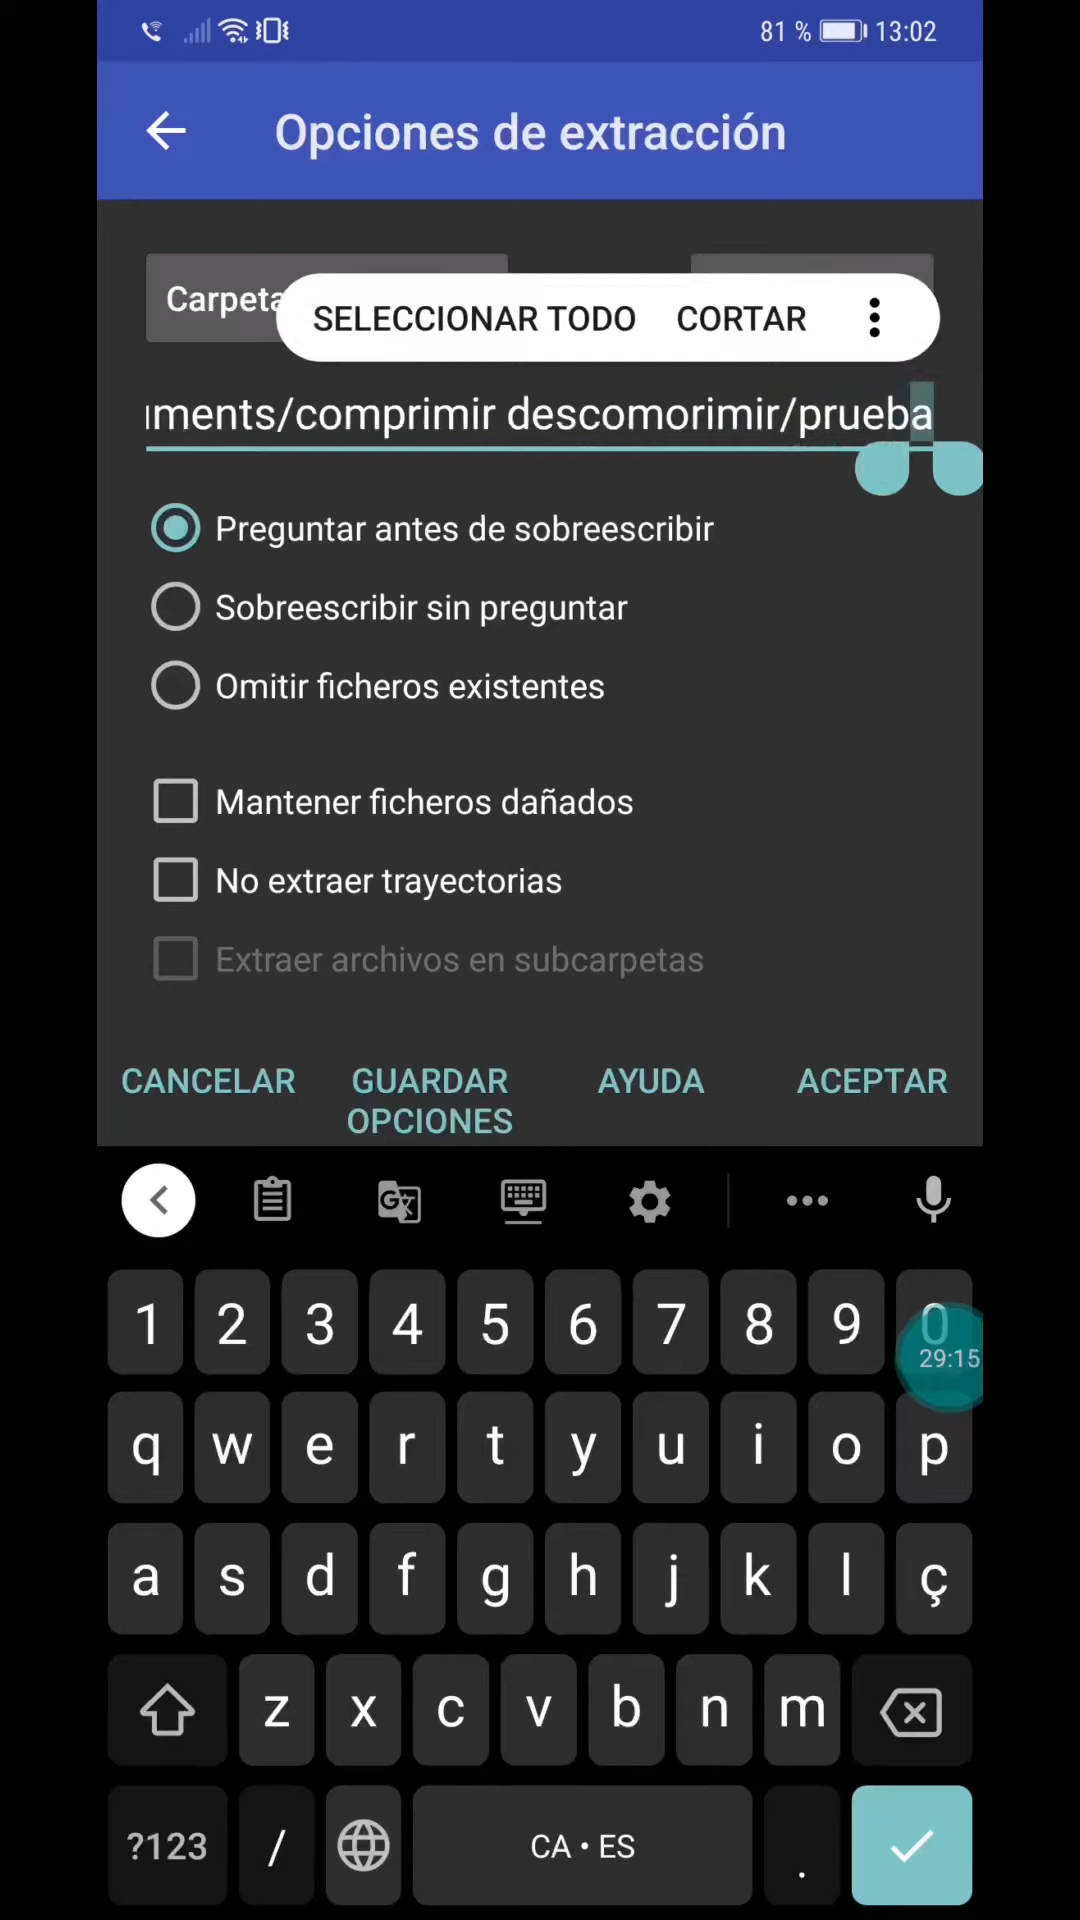 81 % 13:02
Opciones de extracción
Carpeta
SELECCIONAR TODO CORTAR
ments/comprimir descomorimir/prueba
Preguntar antes de sobreescribir
Sobreescribir sin preguntar
Omitir ficheros existentes
Mantener ficheros dañados
No extraer trayectorias
Extraer archivos en subcarpetas
CANCELAR GUARDAR OPCIONES AYUDA ACEPTAR
1 2 3 4 5 6 7 8 9 0
29:15
q w e r t y u i o p
a s d f g h j k l ç
z x c v b n m
?123 / CA • ES .